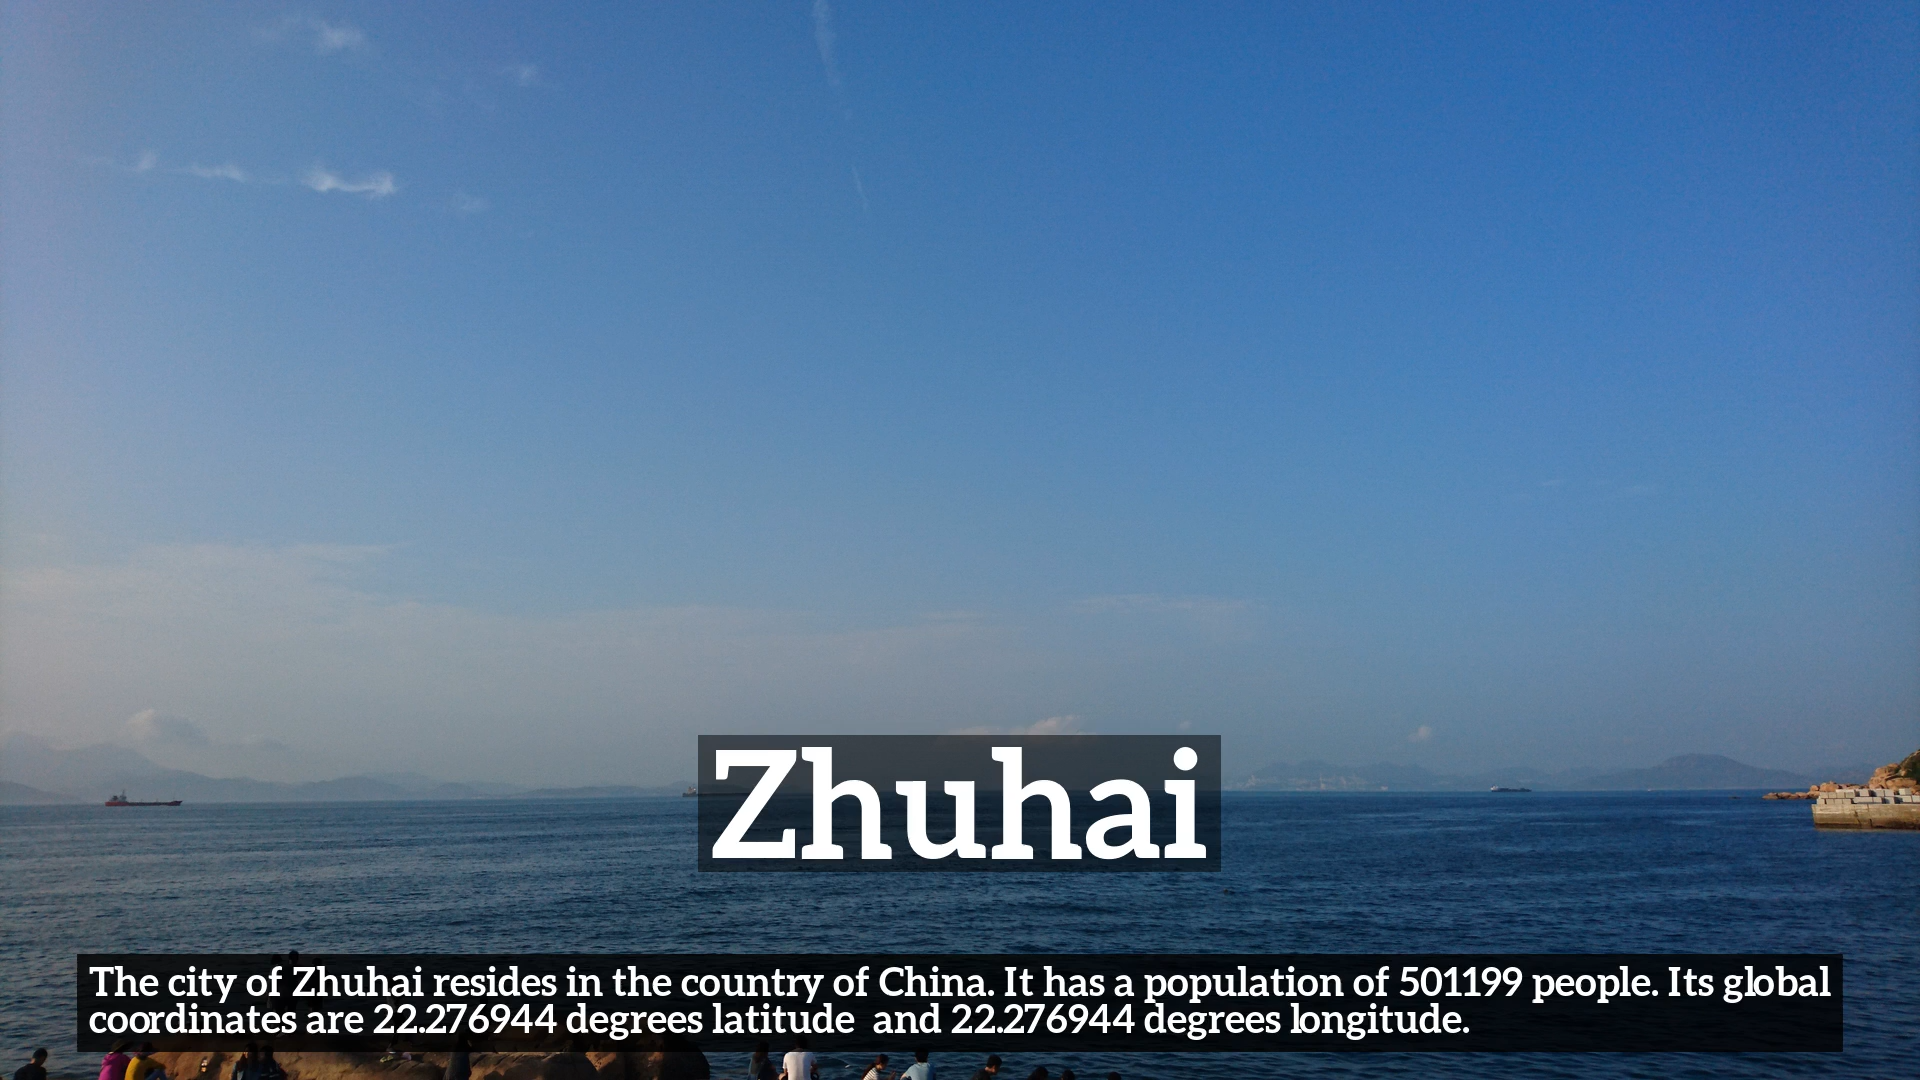 Zhuhai
The city of Zhuhai resides in the country of China. It has a population of 501199 people. Its global
coordinates are 22.276944 degrees latitude  and 22.276944 degrees longitude.